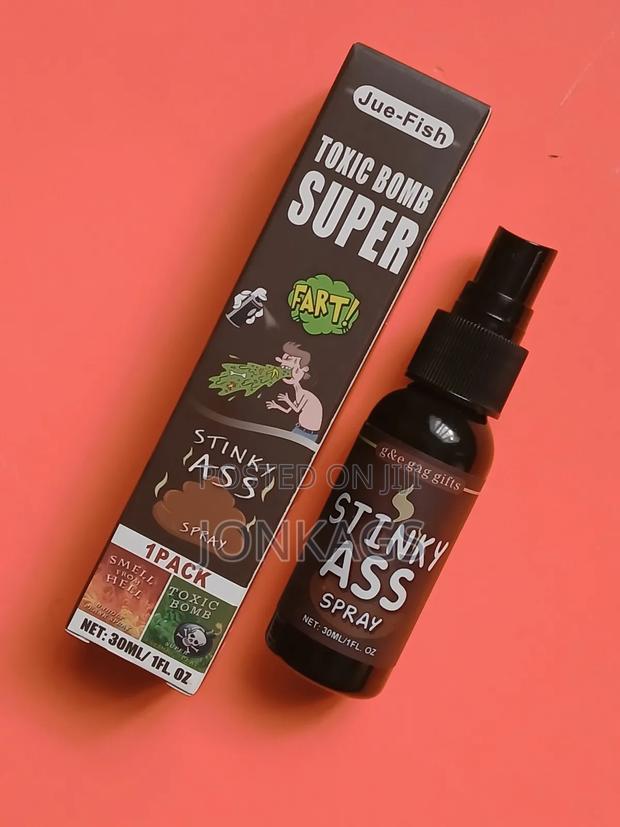 Jue-Fish
TOXIC BOMB
SUPER
FART!
STINKY
ASS
SPRAY
1PACK
SMELL
FROM
HELL
TOXIC
BOMB
NET: 30ML/ 1FL. OZ
g&e gag gifts
STINKY
ASS
SPRAY
NET: 30ML/1FL. OZ
POSTED ON JIJI